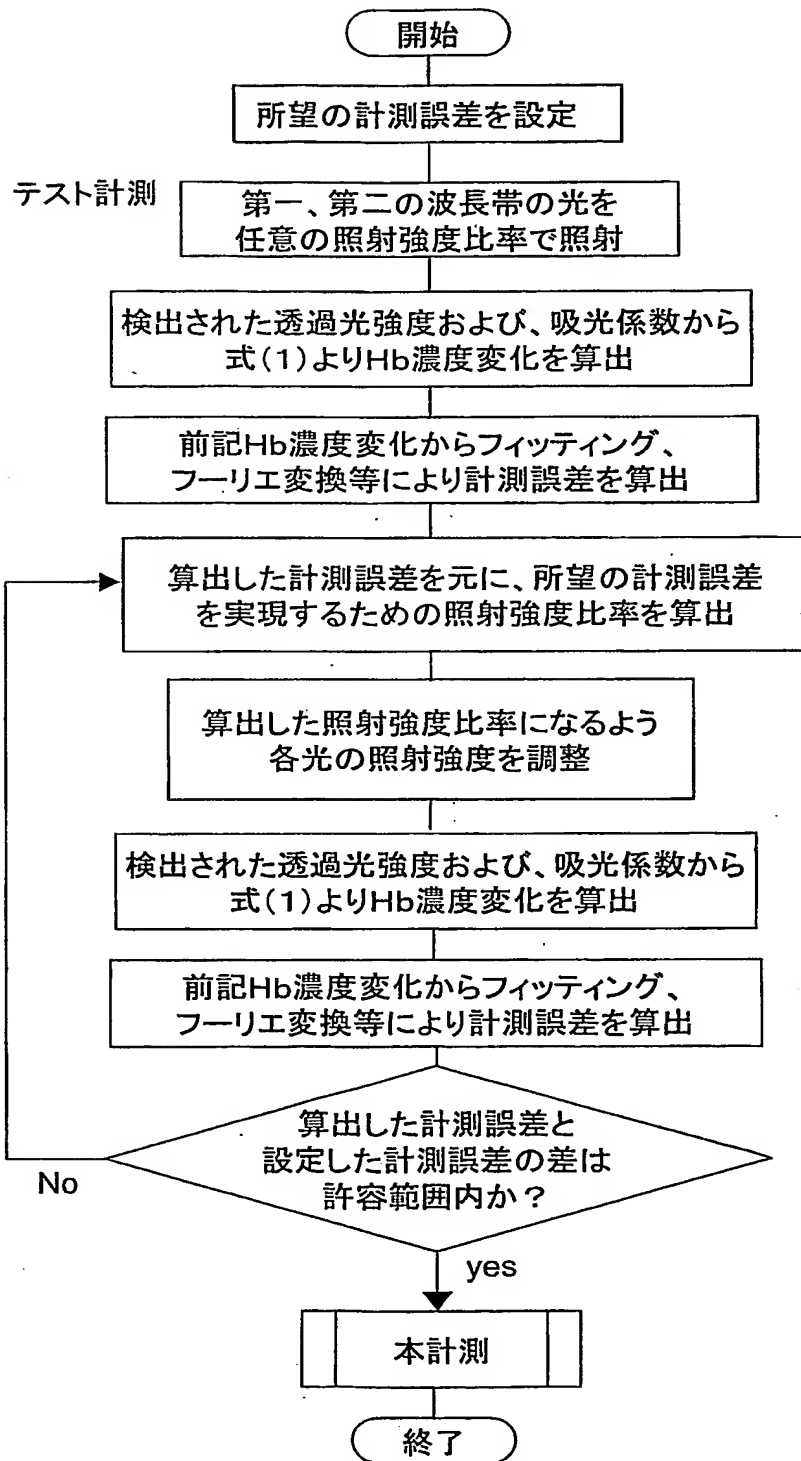 開始
所望の計測誤差を設定
テスト計測
第一、第二の波長帯の光を
任意の照射強度比率で照射
検出された透過光強度および、吸光係数から
式(1)よりHb濃度変化を算出
前記Hb濃度変化からフィッティング、
フーリエ変換等により計測誤差を算出
算出した計測誤差を元に、所望の計測誤差
を実現するための照射強度比率を算出
算出した照射強度比率になるよう
各光の照射強度を調整
検出された透過光強度および、吸光係数から
式(1)よりHb濃度変化を算出
前記Hb濃度変化からフィッティング、
フーリエ変換等により計測誤差を算出
算出した計測誤差と
設定した計測誤差の差は
許容範囲内か？
No
yes
本計測
終了